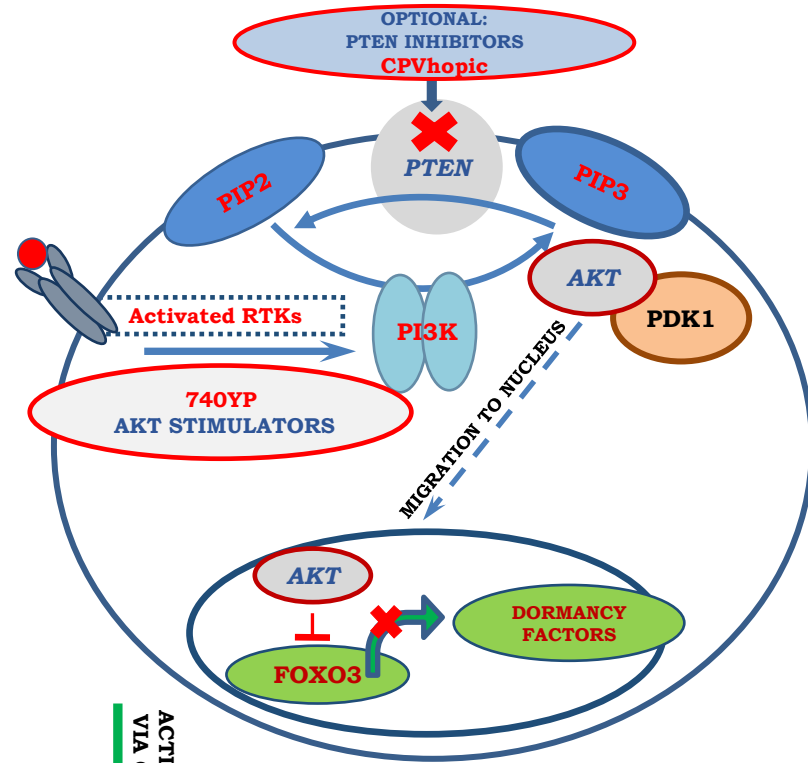 OPTIONAL:
PTEN INHIBITORS
CPVhopic
PTEN
PIP2
PIP3
AKT
PDK1
Activated RTKs
PI3K
740YP
AKT STIMULATORS
MIGRATION TO NUCLEUS
AKT
DORMANCY
FACTORS
FOXO3
VIA